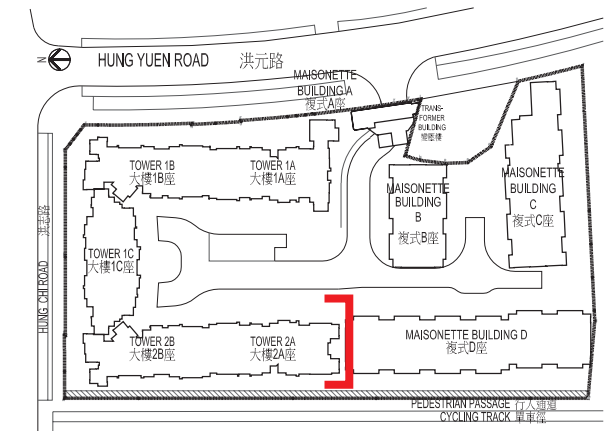 N
HUNG YUEN ROAD 洪元路
MAISONETTE
BUILDING A
複式A座
TRANS-
FORMER
BUILDING
變壓樓
TOWER 1B
大樓1B座
TOWER 1A
大樓1A座
MAISONETTE
BUILDING
B
複式B座
MAISONETTE
BUILDING
C
複式C座
HUNG CHI ROAD 洪志路
TOWER 1C
大樓1C座
TOWER 2B
大樓2B座
TOWER 2A
大樓2A座
MAISONETTE BUILDING D
複式D座
PEDESTRIAN PASSAGE 行人通道
CYCLING TRACK 單車徑